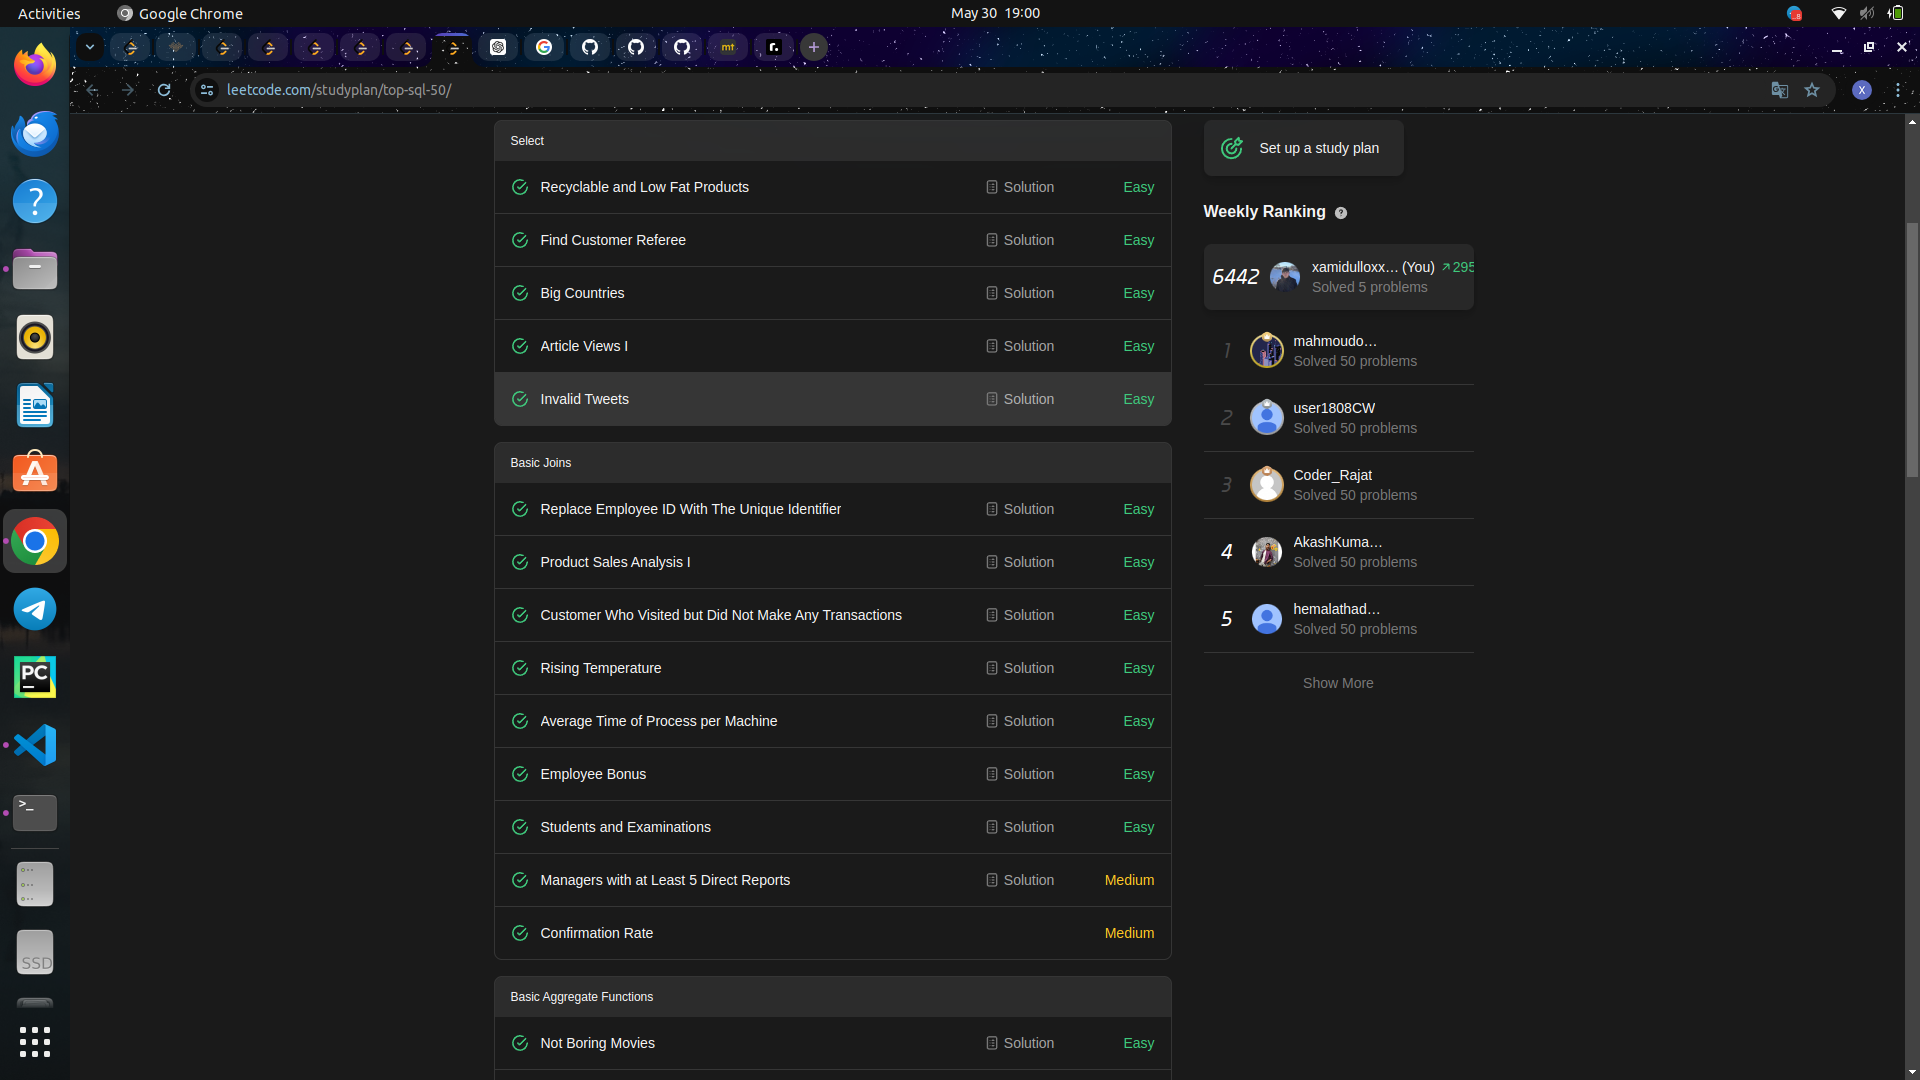 Activities
Google Chrome
May 30 19:00
mt
r.
leetcode.com/studyplan/top-sql-50/
X
Select
Recyclable and Low Fat Products Solution Easy
Find Customer Referee Solution Easy
Big Countries Solution Easy
Article Views I Solution Easy
Invalid Tweets Solution Easy
Basic Joins
Replace Employee ID With The Unique Identifier Solution Easy
Product Sales Analysis I Solution Easy
Customer Who Visited but Did Not Make Any Transactions Solution Easy
Rising Temperature Solution Easy
Average Time of Process per Machine Solution Easy
Employee Bonus Solution Easy
Students and Examinations Solution Easy
Managers with at Least 5 Direct Reports Solution Medium
Confirmation Rate Medium
Basic Aggregate Functions
Not Boring Movies Solution Easy
Set up a study plan
Weekly Ranking ?
6442 xamidulloxx… (You) 295
Solved 5 problems
1 mahmoudo…
Solved 50 problems
2 user1808CW
Solved 50 problems
3 Coder_Rajat
Solved 50 problems
4 AkashKuma…
Solved 50 problems
5 hemalathad…
Solved 50 problems
Show More
?
A
PC
>_
SSD